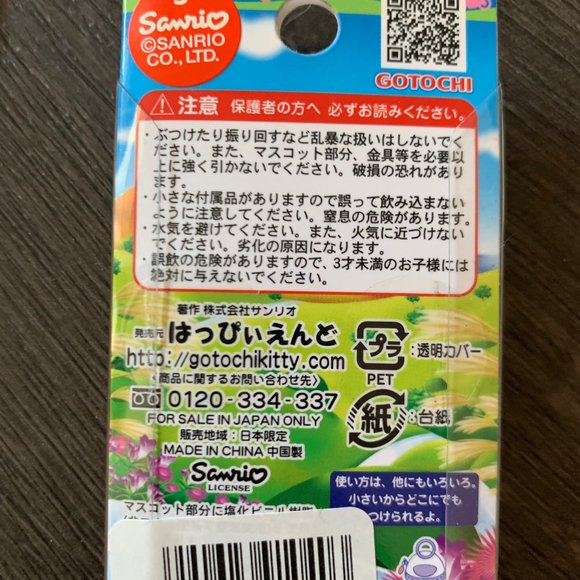 Sanrio
©SANRIO
CO., LTD.
GOTOCHI
注意 保護者の方へ 必ずお読みください。
・ぶつけたり振り回すなど乱暴な扱いはしないでく
ださい。また、マスコット部分、金具等を必要以
上に強く引かないでください。破損の恐れがあり
ます。
・小さな付属品がありますので誤って飲み込まない
ように注意してください。窒息の危険があります。
・水気を避けてください。また、火気に近づけない
でください。劣化の原因になります。
・誤飲の危険がありますので、3才未満のお子様には
絶対に与えないでください。
著作 株式会社サンリオ
発売元 はっぴぃえんど
http://gotochikitty.com
〈商品に関するお問い合わせ先〉
0120-334-337
FOR SALE IN JAPAN ONLY
販売地域:日本限定
MADE IN CHINA 中国製
Sanrio
LICENSE
プラ :透明カバー
PET
紙 :台紙
マスコット部分に塩化ビニル樹脂
使い方は、他にもいろいろ。
小さいからどこにでも
つけられるよ。